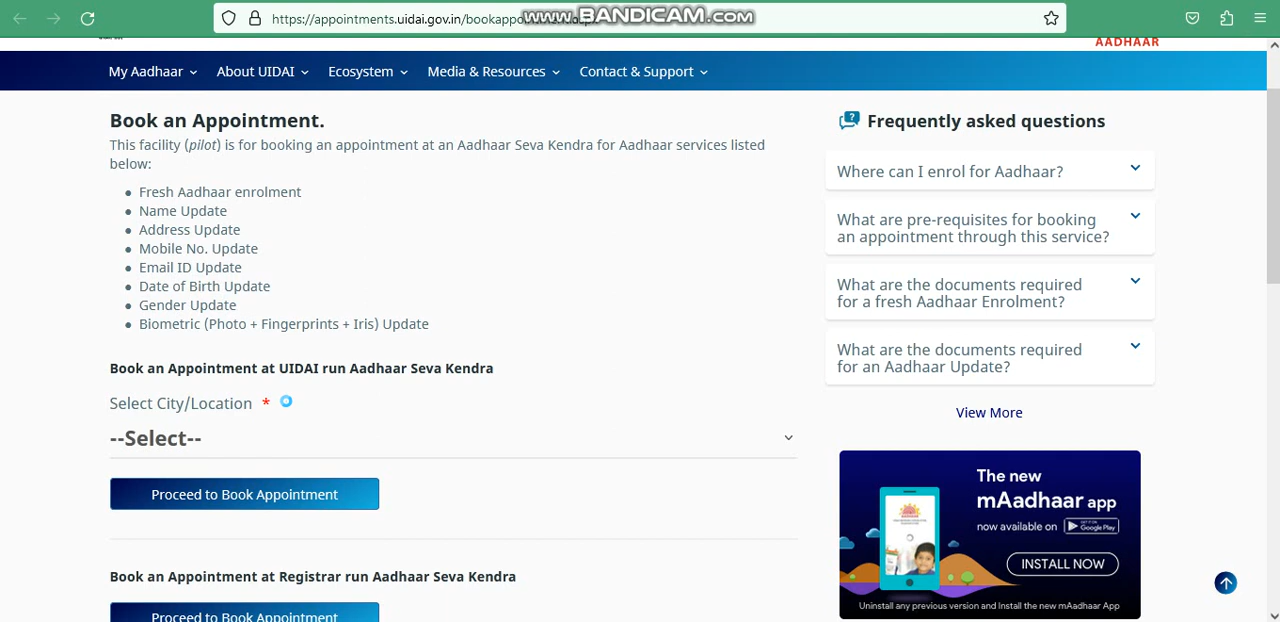 https://appointments.uidai.gov.in/bookappo
www.BANDICAM.com
AADHAAR
My Aadhaar
About UIDAI
Ecosystem
Media & Resources
Contact & Support
Book an Appointment.
This facility (pilot) is for booking an appointment at an Aadhaar Seva Kendra for Aadhaar services listed
below:
Fresh Aadhaar enrolment
Name Update
Address Update
Mobile No. Update
Email ID Update
Date of Birth Update
Gender Update
Biometric (Photo + Fingerprints + Iris) Update
Book an Appointment at UIDAI run Aadhaar Seva Kendra
Select City/Location *
--Select--
Proceed to Book Appointment
Book an Appointment at Registrar run Aadhaar Seva Kendra
Proceed to Book Appointment
Frequently asked questions
Where can I enrol for Aadhaar?
What are pre-requisites for booking
an appointment through this service?
What are the documents required
for a fresh Aadhaar Enrolment?
What are the documents required
for an Aadhaar Update?
View More
The new
mAadhaar app
now available on
GET IT ON
Google Play
INSTALL NOW
Uninstall any previous version and Install the new mAadhaar App